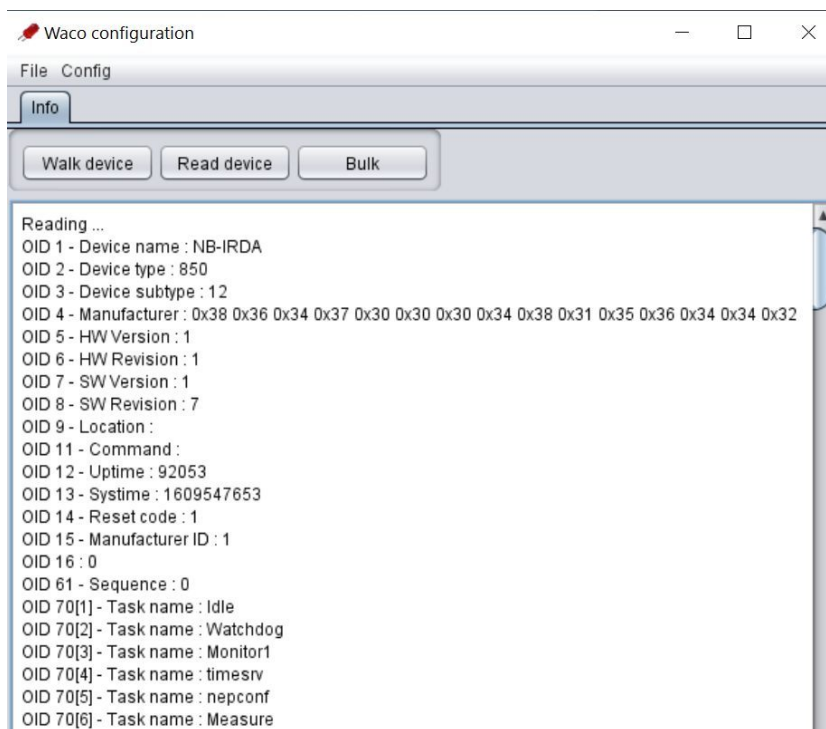 Waco configuration
File Config
Info
Walk device Read device Bulk
Reading ...
OID 1 - Device name : NB-IRDA
OID 2 - Device type : 850
OID 3 - Device subtype : 12
OID 4 - Manufacturer : 0x38 0x36 0x34 0x37 0x30 0x30 0x30 0x34 0x38 0x31 0x35 0x36 0x34 0x34 0x32
OID 5 - HW Version : 1
OID 6 - HW Revision : 1
OID 7 - SW Version : 1
OID 8 - SW Revision : 7
OID 9 - Location :
OID 11 - Command :
OID 12 - Uptime : 92053
OID 13 - Systime : 1609547653
OID 14 - Reset code : 1
OID 15 - Manufacturer ID : 1
OID 16 : 0
OID 61 - Sequence : 0
OID 70[1] - Task name : Idle
OID 70[2] - Task name : Watchdog
OID 70[3] - Task name : Monitor1
OID 70[4] - Task name : timesrv
OID 70[5] - Task name : nepconf
OID 70[6] - Task name : Measure